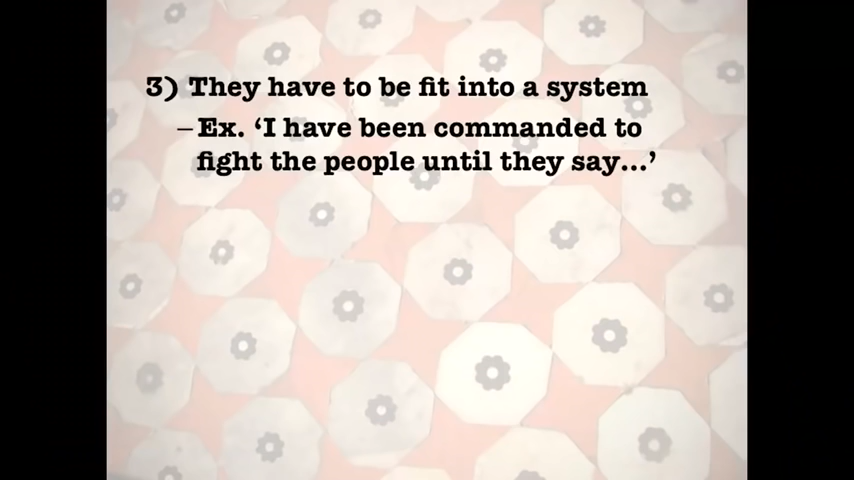 3) They have to be fit into a system
–Ex. ‘I have been commanded to
fight the people until they say...’